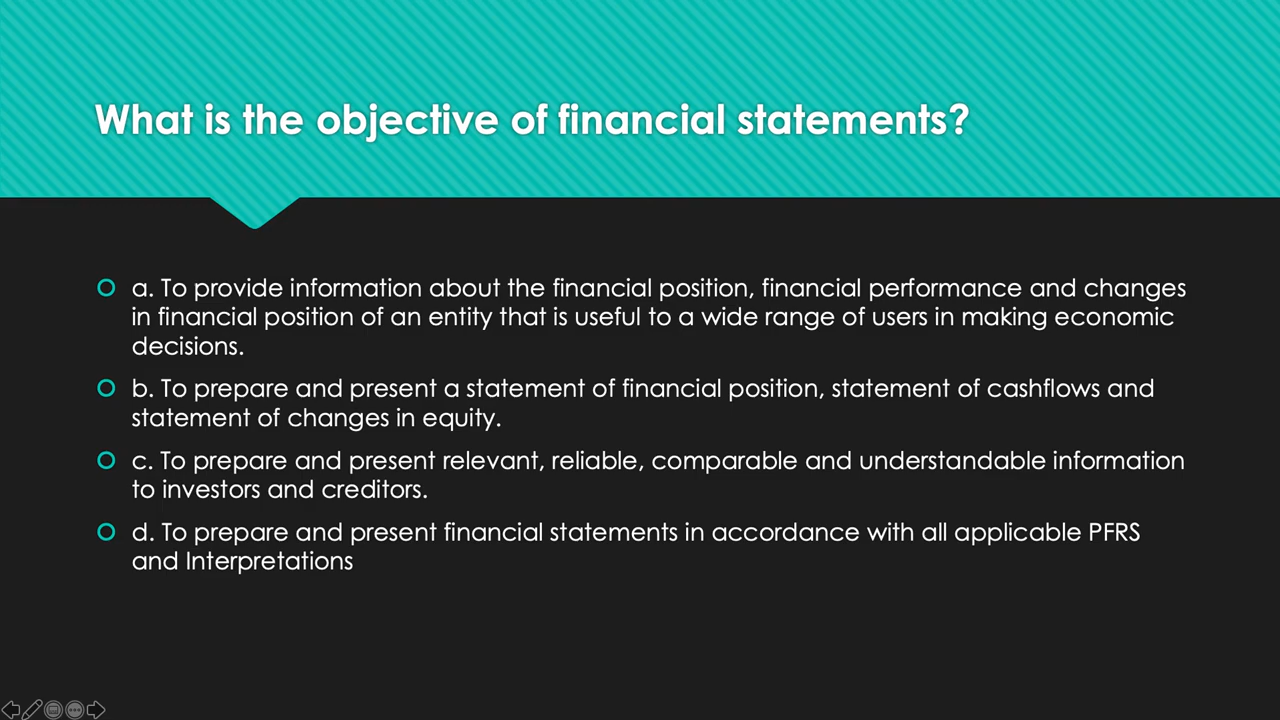 What is the objective of financial statements?
a. To provide information about the financial position, financial performance and changes
in financial position of an entity that is useful to a wide range of users in making economic
decisions.
b. To prepare and present a statement of financial position, statement of cashflows and
statement of changes in equity.
c. To prepare and present relevant, reliable, comparable and understandable information
to investors and creditors.
d. To prepare and present financial statements in accordance with all applicable PFRS
and Interpretations